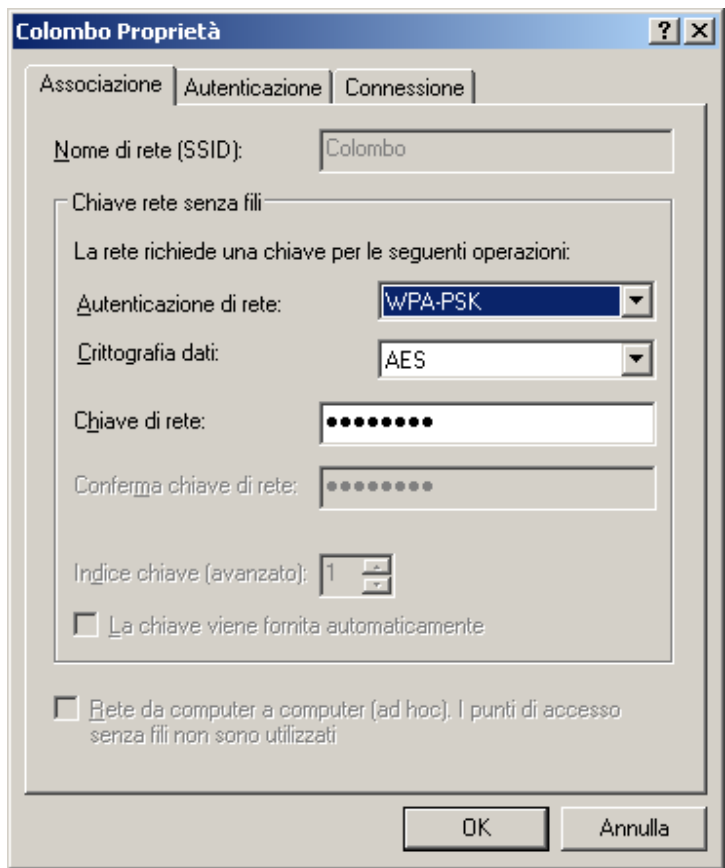 Colombo Proprietà
Associazione
Autenticazione
Connessione
Nome di rete (SSID):
Colombo
Chiave rete senza fili
La rete richiede una chiave per le seguenti operazioni:
Autenticazione di rete:
WPA-PSK
Crittografia dati:
AES
Chiave di rete:
●●●●●●●●
Conferma chiave di rete:
●●●●●●●●
Indice chiave (avanzato):
1
La chiave viene fornita automaticamente
Rete da computer a computer (ad hoc). I punti di accesso
senza fili non sono utilizzati
OK
Annulla